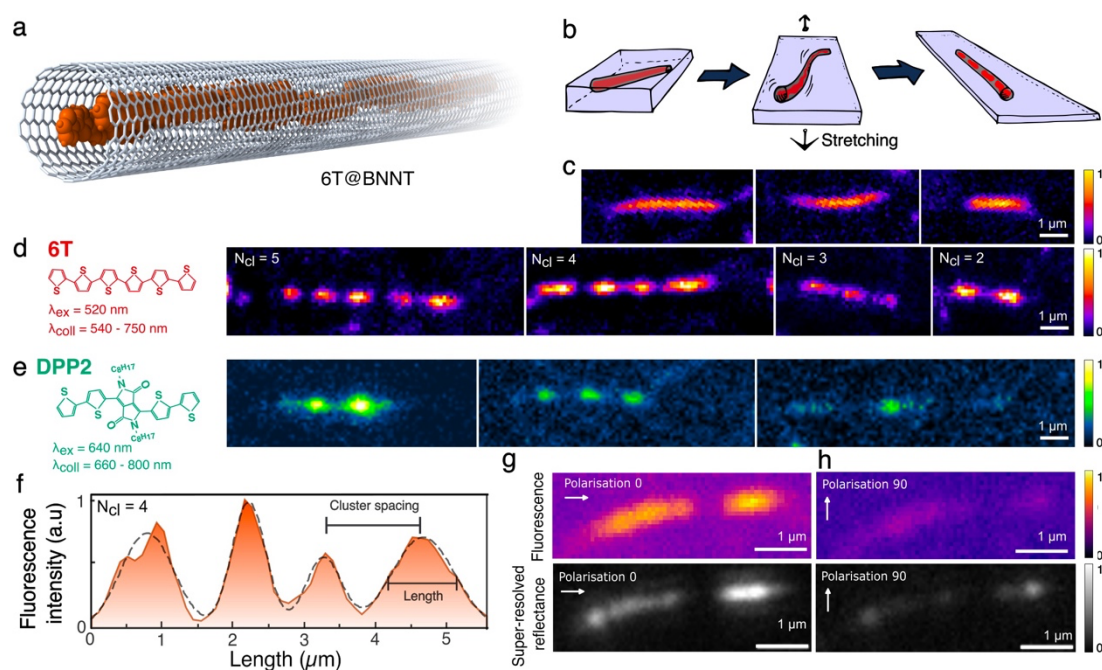 a
6T@BNNT
b
Stretching
c
1 µm
1
0
d
6T
S S S S S S
λex = 520 nm
λcoll = 540 - 750 nm
Ncl = 5
Ncl = 4
Ncl = 3
Ncl = 2
1 µm
1
0
e
DPP2
C8H17
N O
S S S S
O N
C8H17
λex = 640 nm
λcoll = 660 - 800 nm
1 µm
1
0
f
Fluorescence
intensity (a.u)
1
0
Ncl = 4
Cluster spacing
Length
0 1 2 3 4 5
Length (µm)
g
Fluorescence
Polarisation 0
1 µm
h
Polarisation 90
1 µm
1
0
Super-resolved
reflectance
Polarisation 0
1 µm
Polarisation 90
1 µm
1
0